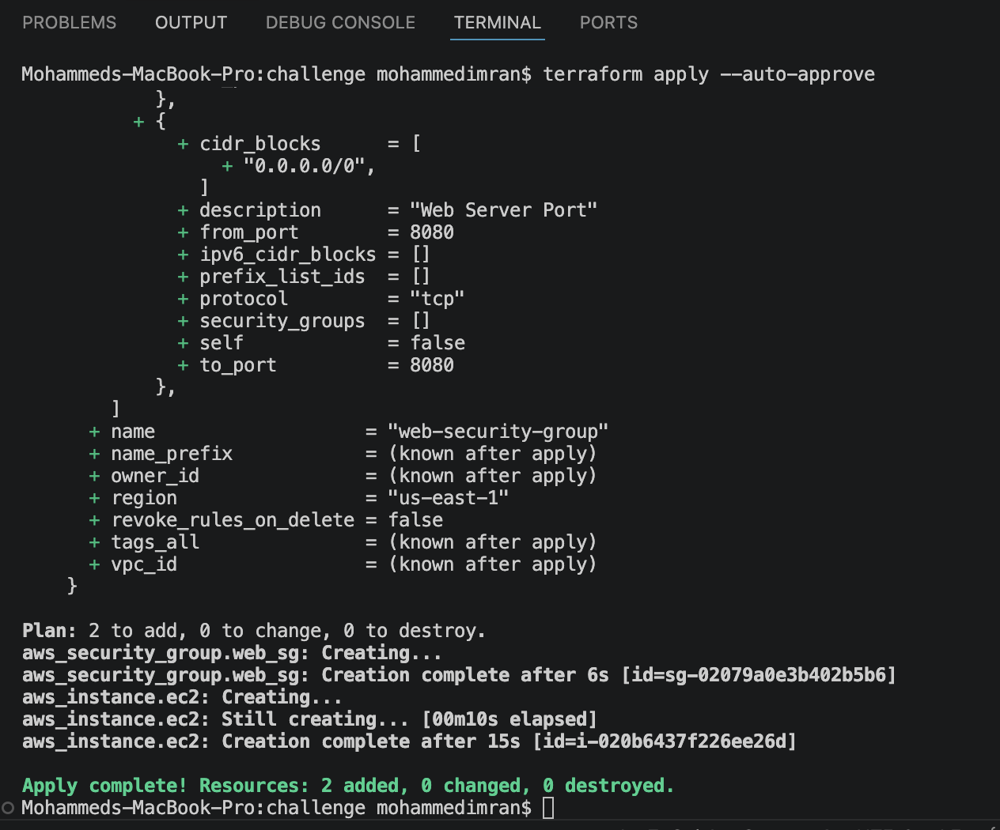 PROBLEMS OUTPUT DEBUG CONSOLE TERMINAL PORTS
Mohammeds-MacBook-Pro:challenge mohammedimran$ terraform apply --auto-approve
},
+ {
+ cidr_blocks = [
+ "0.0.0.0/0",
]
+ description = "Web Server Port"
+ from_port = 8080
+ ipv6_cidr_blocks = []
+ prefix_list_ids = []
+ protocol = "tcp"
+ security_groups = []
+ self = false
+ to_port = 8080
},
]
+ name = "web-security-group"
+ name_prefix = (known after apply)
+ owner_id = (known after apply)
+ region = "us-east-1"
+ revoke_rules_on_delete = false
+ tags_all = (known after apply)
+ vpc_id = (known after apply)
}
Plan: 2 to add, 0 to change, 0 to destroy.
aws_security_group.web_sg: Creating...
aws_security_group.web_sg: Creation complete after 6s [id=sg-02079a0e3b402b5b6]
aws_instance.ec2: Creating...
aws_instance.ec2: Still creating... [00m10s elapsed]
aws_instance.ec2: Creation complete after 15s [id=i-020b6437f226ee26d]
Apply complete! Resources: 2 added, 0 changed, 0 destroyed.
Mohammeds-MacBook-Pro:challenge mohammedimran$